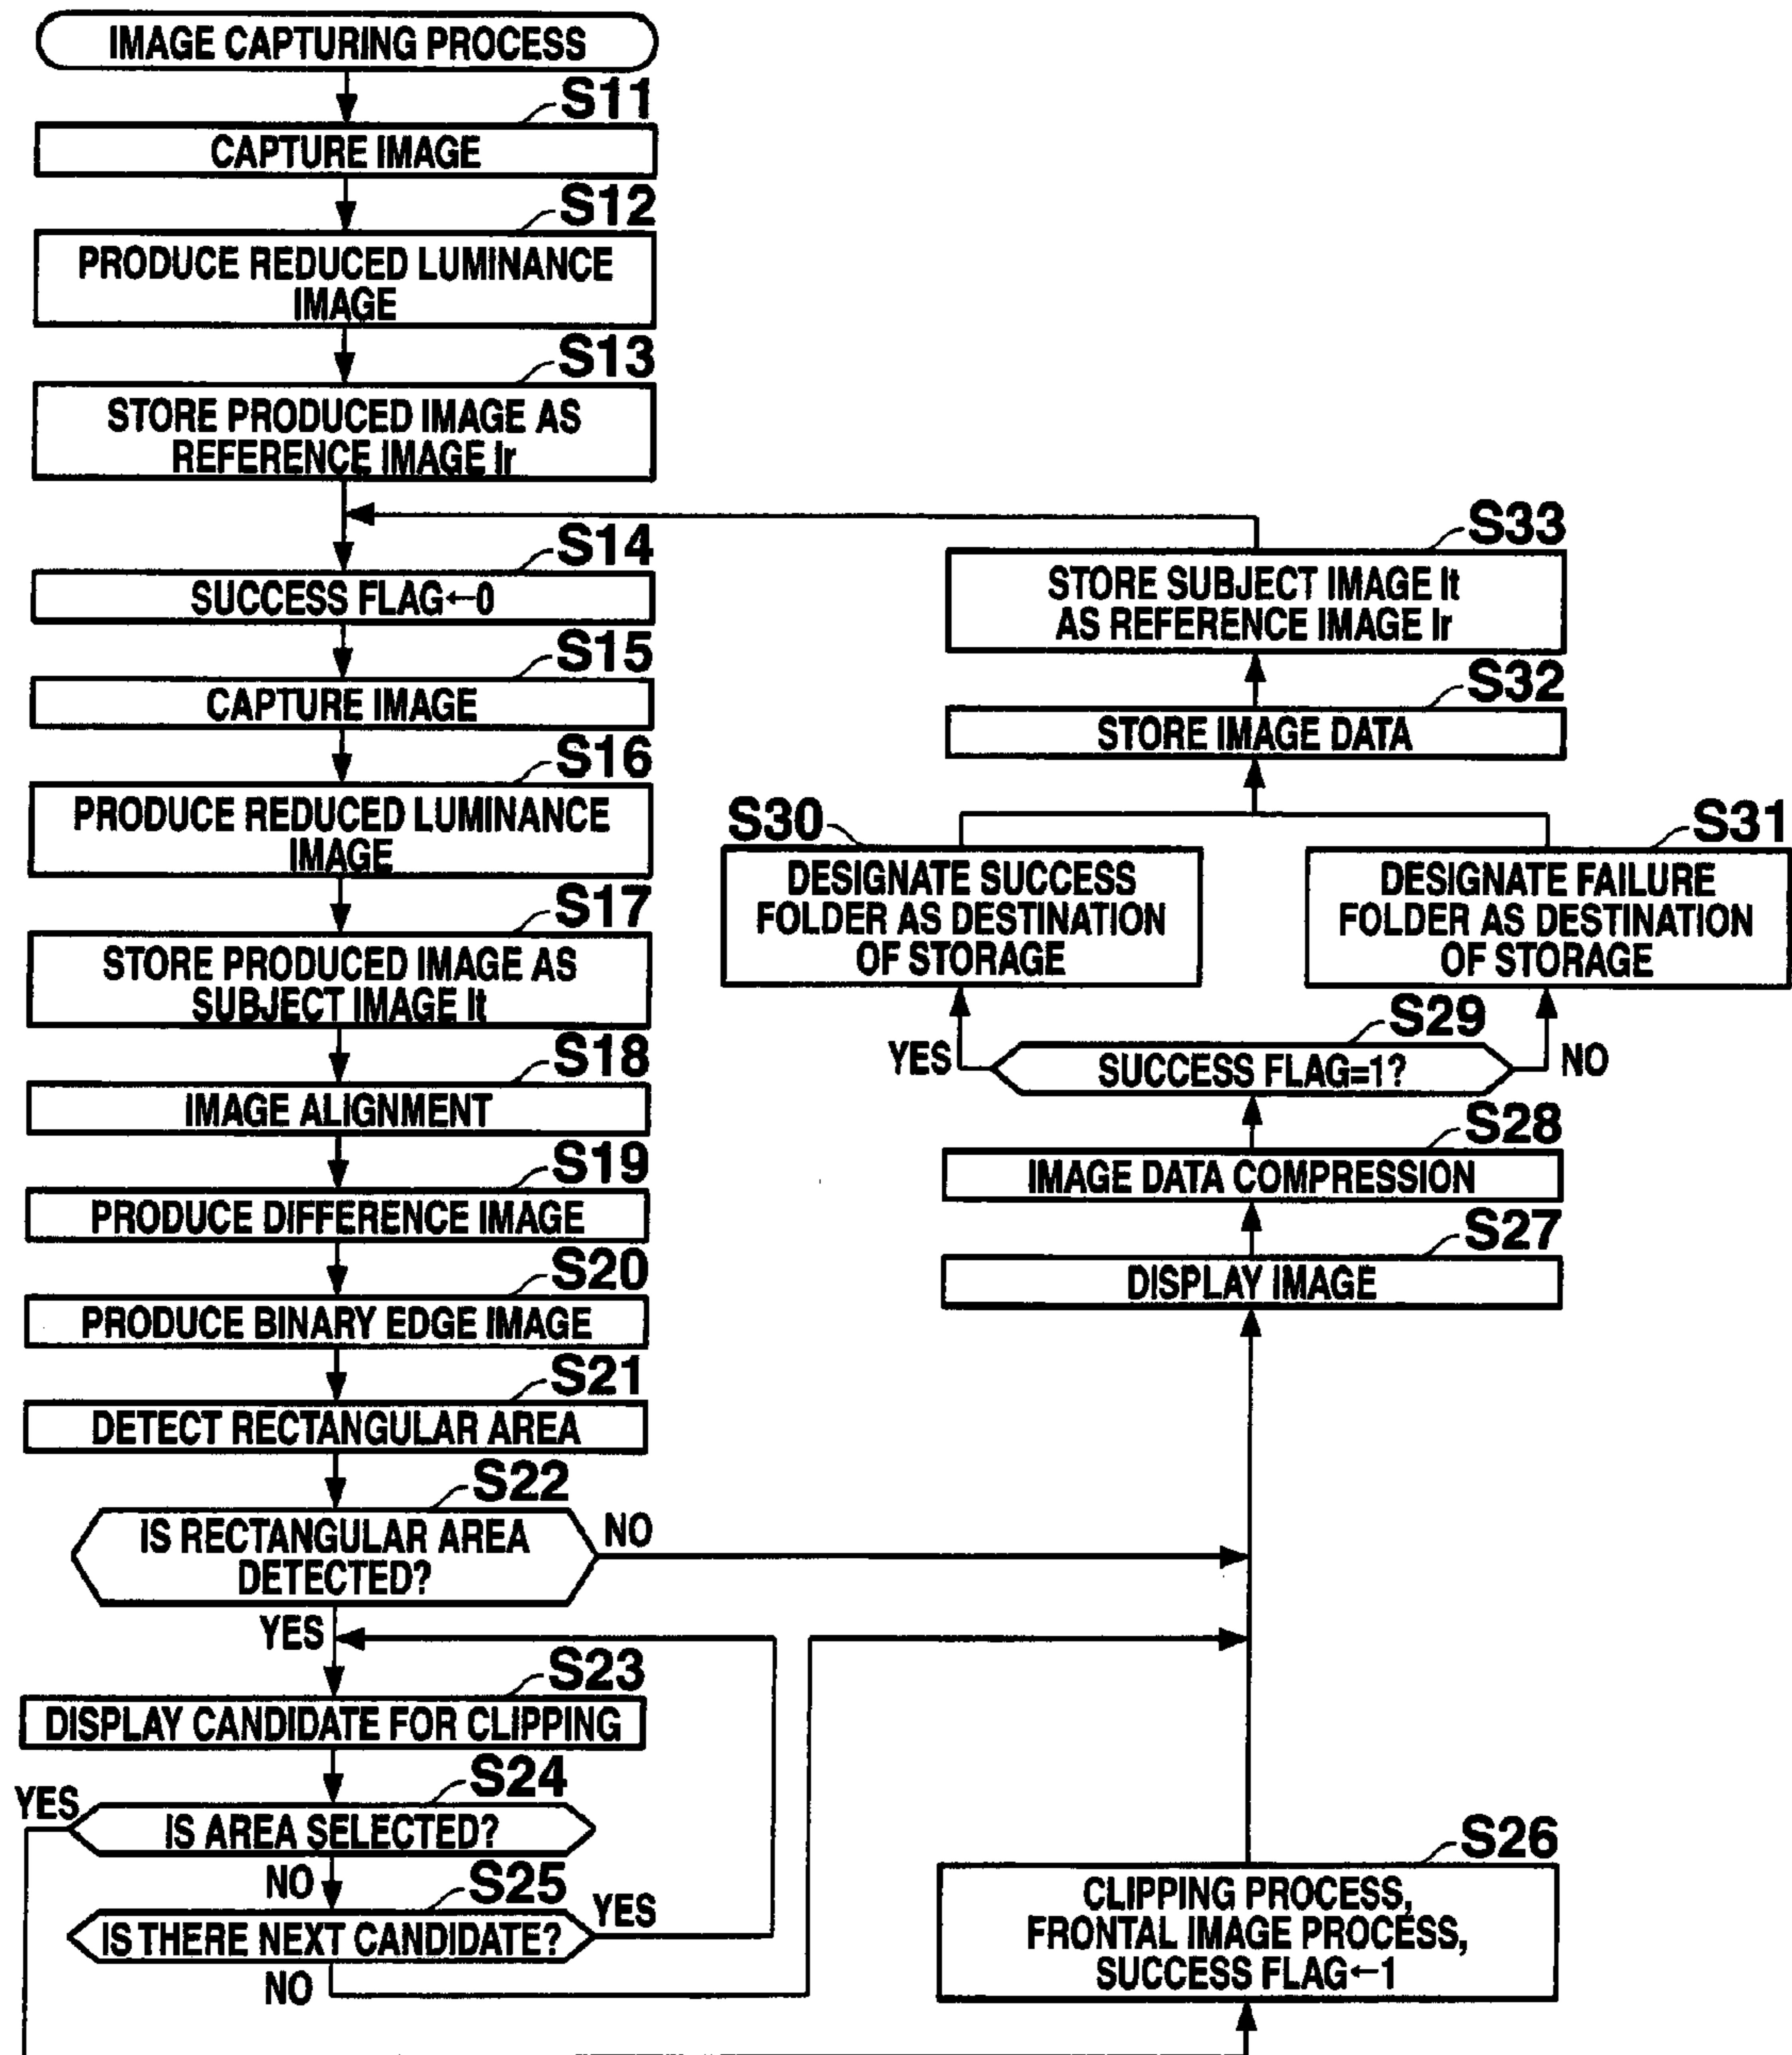 IMAGE CAPTURING PROCESS
S11
CAPTURE IMAGE
S12
PRODUCE REDUCED LUMINANCE
IMAGE
S13
STORE PRODUCED IMAGE AS
REFERENCE IMAGE Ir
S14
SUCCESS FLAG←0
S15
CAPTURE IMAGE
S16
PRODUCE REDUCED LUMINANCE
IMAGE
S17
STORE PRODUCED IMAGE AS
SUBJECT IMAGE It
S18
IMAGE ALIGNMENT
S19
PRODUCE DIFFERENCE IMAGE
S20
PRODUCE BINARY EDGE IMAGE
S21
DETECT RECTANGULAR AREA
S22
IS RECTANGULAR AREA
DETECTED?
NO
YES
S23
DISPLAY CANDIDATE FOR CLIPPING
S24
YES
IS AREA SELECTED?
NO
S25
IS THERE NEXT CANDIDATE?
YES
NO
S33
STORE SUBJECT IMAGE It
AS REFERENCE IMAGE Ir
S32
STORE IMAGE DATA
S30
DESIGNATE SUCCESS
FOLDER AS DESTINATION
OF STORAGE
S31
DESIGNATE FAILURE
FOLDER AS DESTINATION
OF STORAGE
S29
YES
SUCCESS FLAG=1?
NO
S28
IMAGE DATA COMPRESSION
S27
DISPLAY IMAGE
S26
CLIPPING PROCESS,
FRONTAL IMAGE PROCESS,
SUCCESS FLAG←1